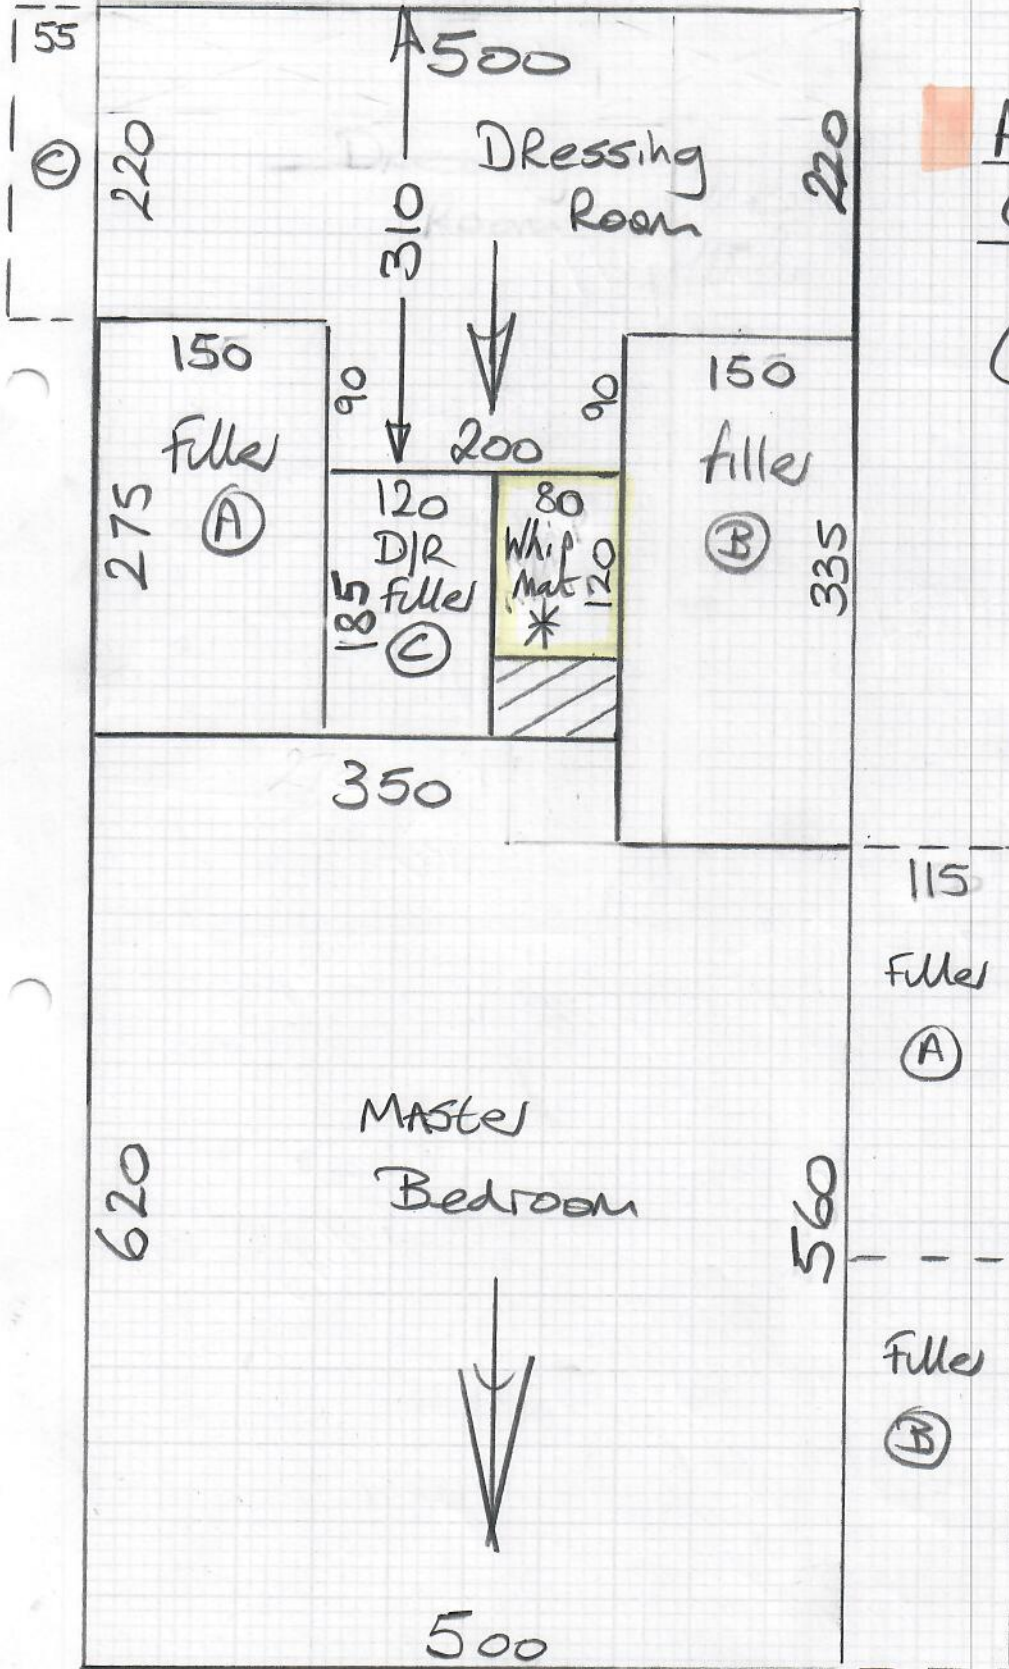 55
500
220
Ⓒ
DRessing
Room
220
310
150
Filler
Ⓐ
275
90
200
90
150
filler
Ⓑ
335
120
D/R
filler
Ⓒ
185
80
Whip
Mat
120
*
350
115
Filler
Ⓐ
MASter
Bedroom
620
560
Filler
Ⓑ
500